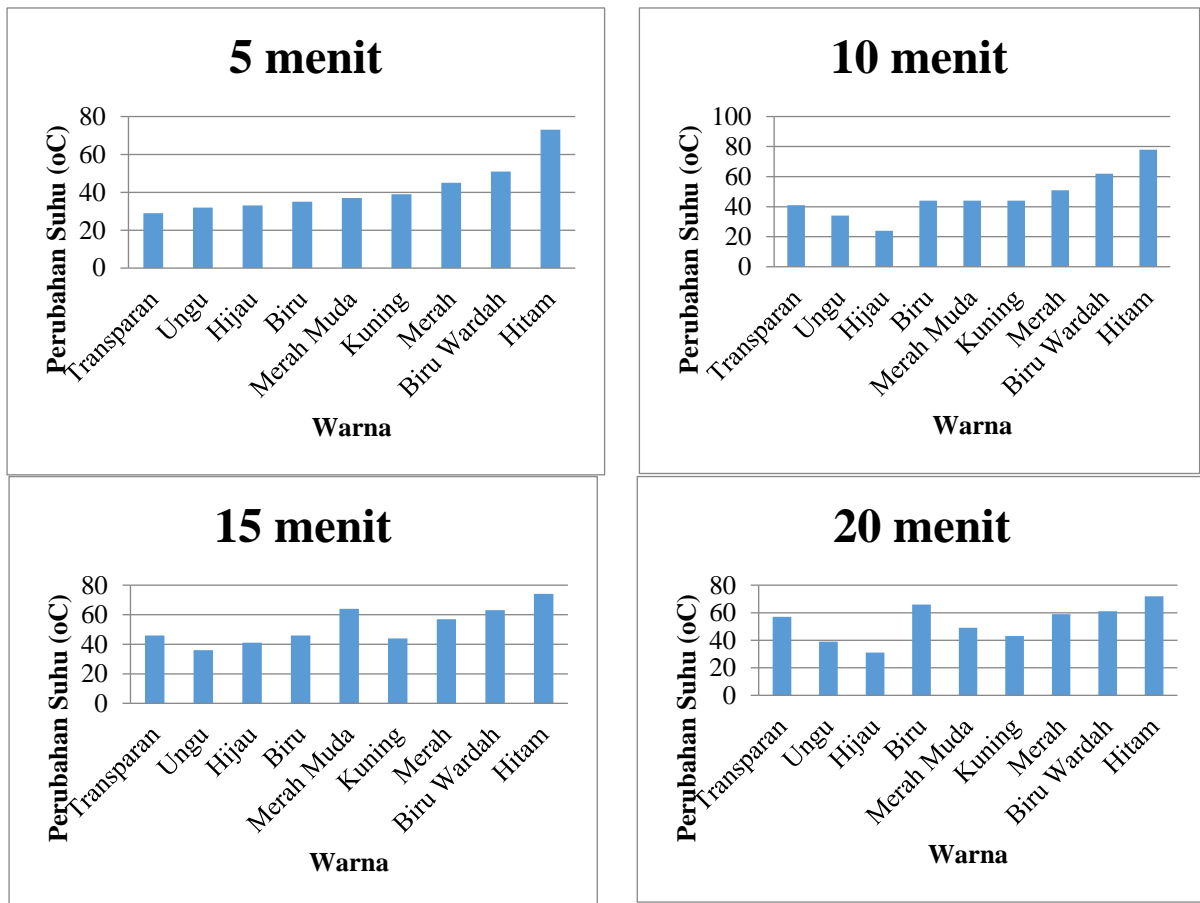 5 menit
Perubahan Suhu (oC)
80
60
40
20
0
Transparan
Ungu
Hijau
Biru
Merah Muda
Kuning
Merah
Biru Wardah
Hitam
Warna
10 menit
Perubahan Suhu (oC)
100
80
60
40
20
0
Transparan
Ungu
Hijau
Biru
Merah Muda
Kuning
Merah
Biru Wardah
Hitam
Warna
15 menit
Perubahan Suhu (oC)
80
60
40
20
0
Transparan
Ungu
Hijau
Biru
Merah Muda
Kuning
Merah
Biru Wardah
Hitam
Warna
20 menit
Perubahan Suhu (oC)
80
60
40
20
0
Transparan
Ungu
Hijau
Biru
Merah Muda
Kuning
Merah
Biru Wardah
Hitam
Warna